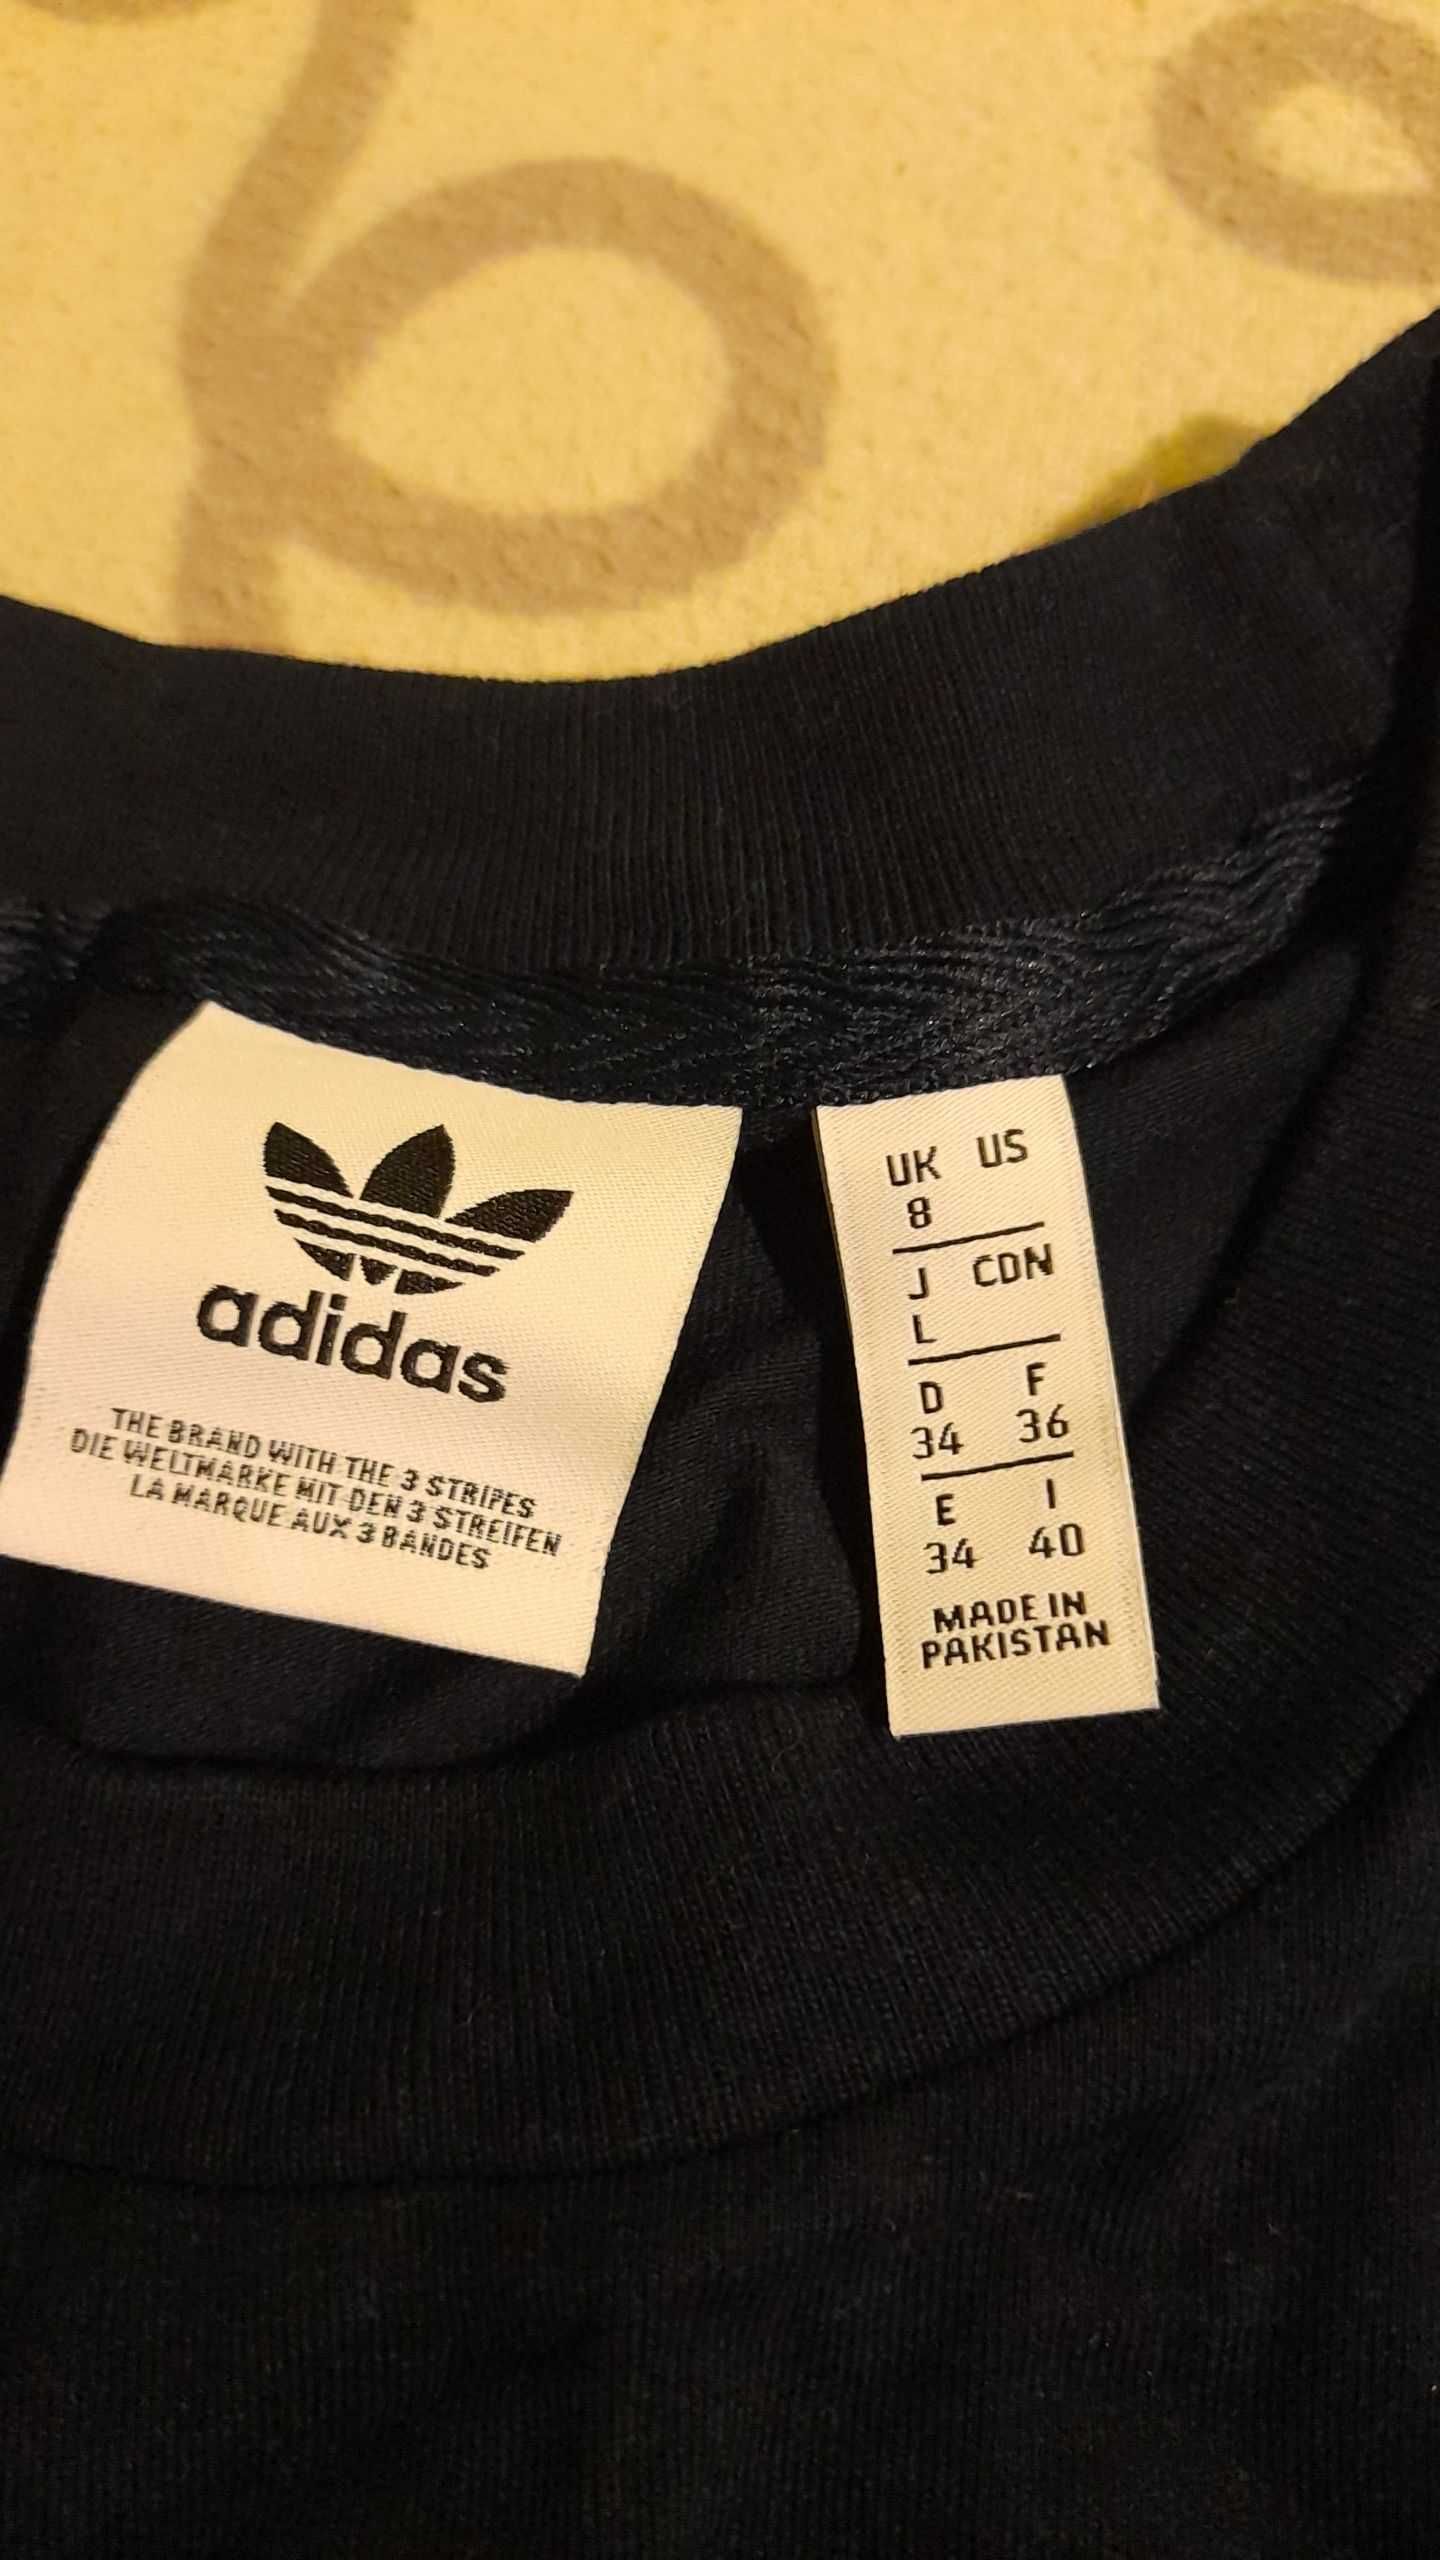 adidas
THE BRAND WITH THE 3 STRIPES
DIE WELTMARKE MIT DEN 3 STREIFEN
LA MARQUE AUX 3 BANDES
UK US
8
J CDN
L
D F
34 36
E I
34 40
MADE IN
PAKISTAN